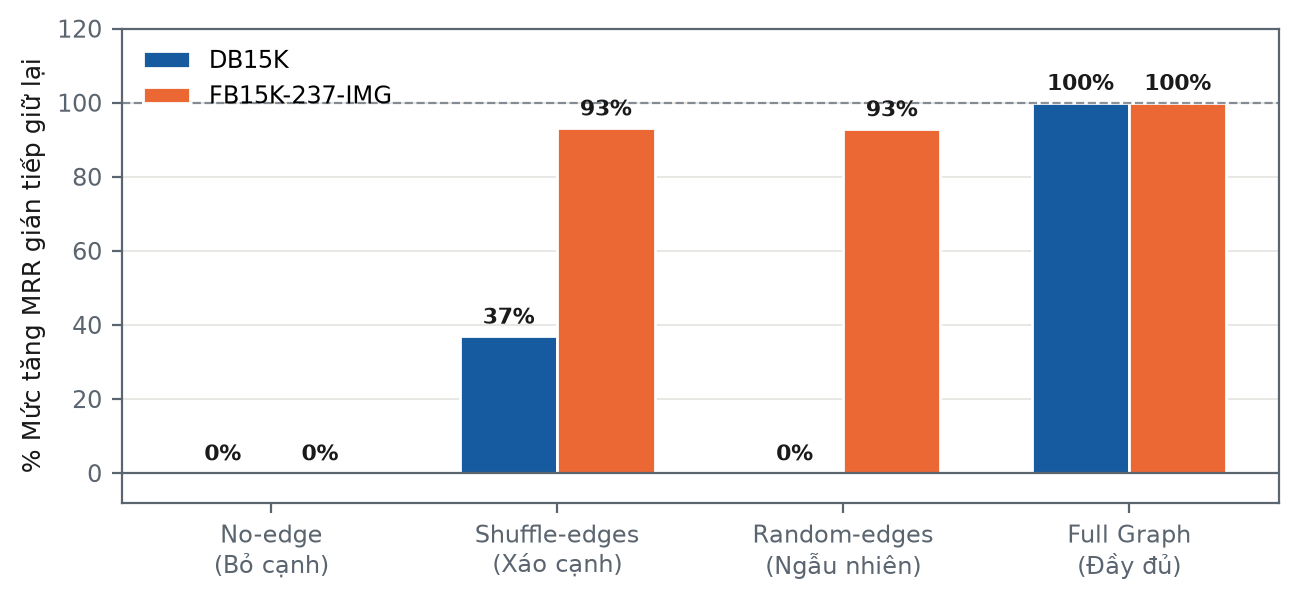 % Mức tăng MRR gián tiếp giữ lại
120
100
80
60
40
20
0
DB15K
FB15K-237-IMG
0%
0%
37%
93%
0%
93%
100%
100%
No-edge
(Bỏ cạnh)
Shuffle-edges
(Xáo cạnh)
Random-edges
(Ngẫu nhiên)
Full Graph
(Đầy đủ)